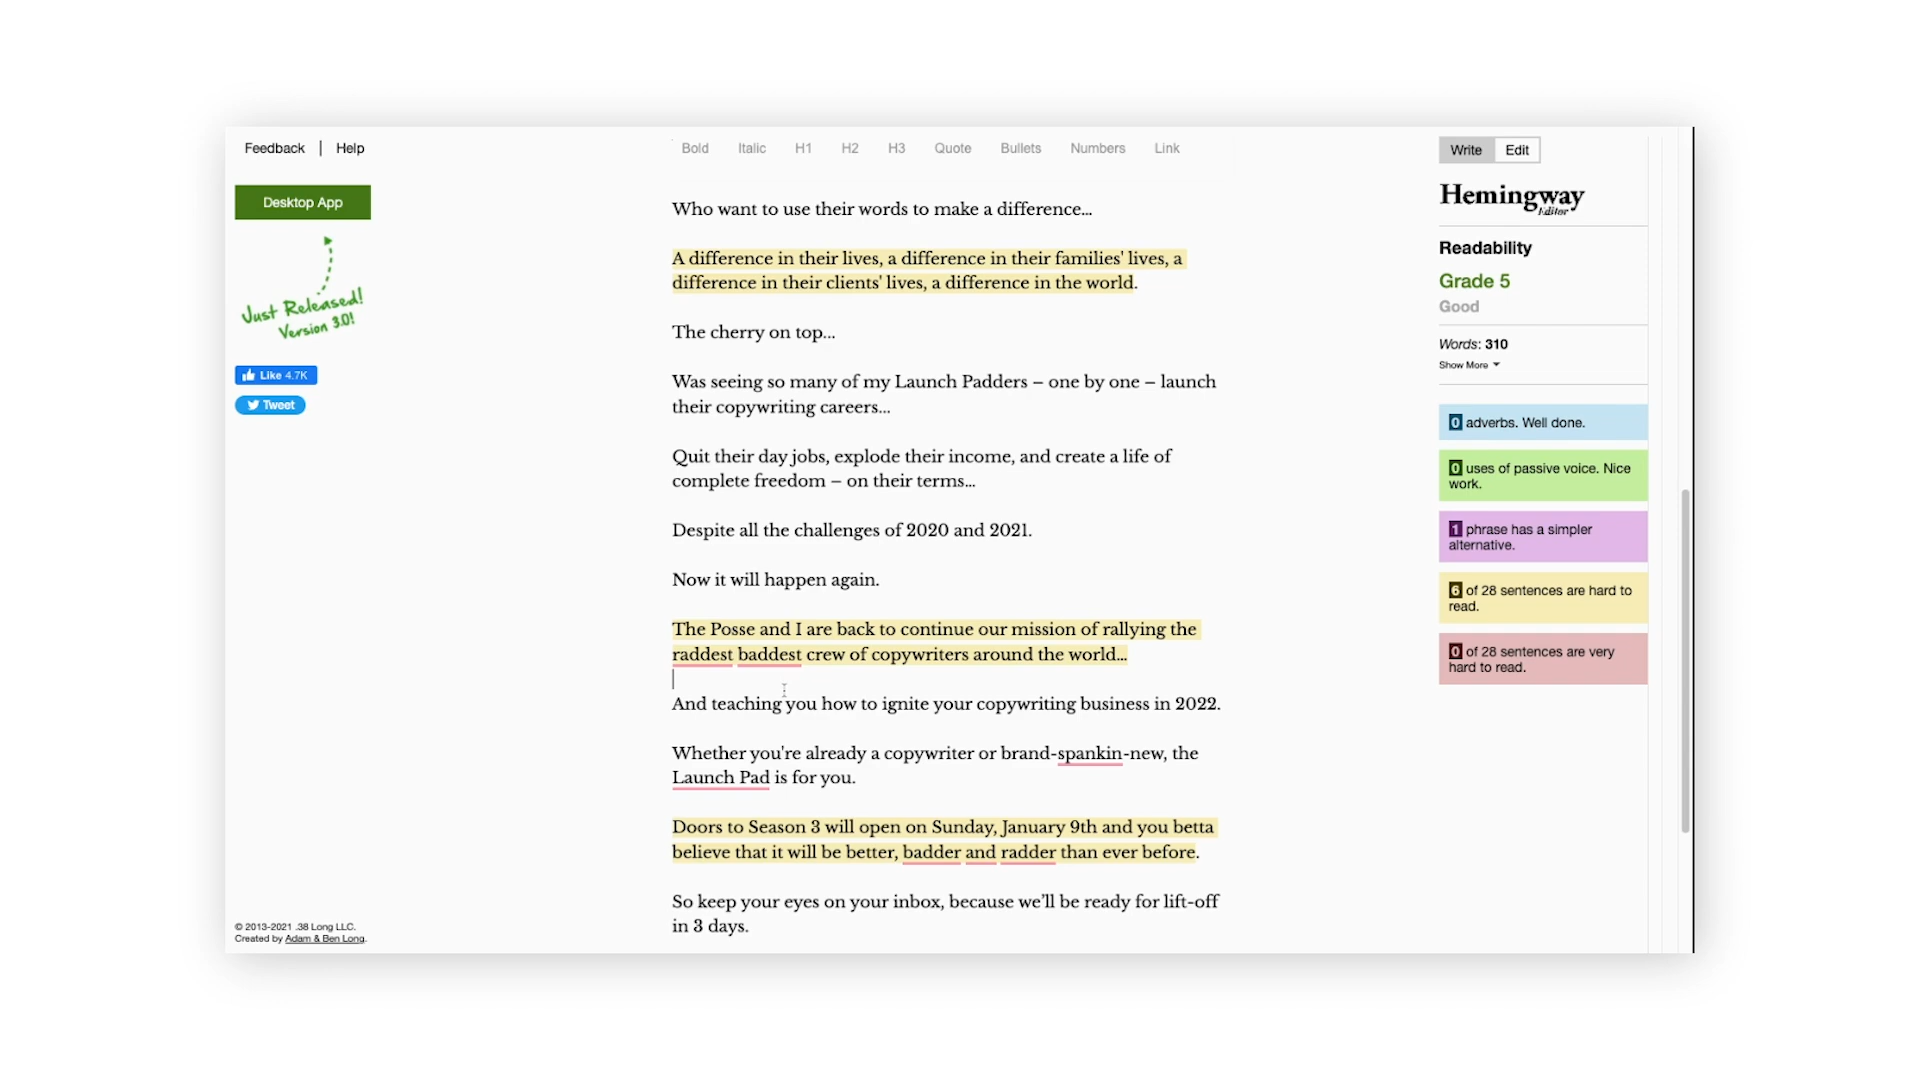 Feedback | Help
Bold Italic H1 H2 H3 Quote Bullets Numbers Link
Write Edit
Desktop App
Just Released!
Version 3.0!
Like 4.7K
Tweet
Who want to use their words to make a difference...
A difference in their lives, a difference in their families' lives, a
difference in their clients' lives, a difference in the world.
The cherry on top...
Was seeing so many of my Launch Padders – one by one – launch
their copywriting careers...
Quit their day jobs, explode their income, and create a life of
complete freedom – on their terms...
Despite all the challenges of 2020 and 2021.
Now it will happen again.
The Posse and I are back to continue our mission of rallying the
raddest baddest crew of copywriters around the world...
And teaching you how to ignite your copywriting business in 2022.
Whether you're already a copywriter or brand-spankin-new, the
Launch Pad is for you.
Doors to Season 3 will open on Sunday, January 9th and you betta
believe that it will be better, badder and radder than ever before.
So keep your eyes on your inbox, because we’ll be ready for lift-off
in 3 days.
Hemingway
Editor
Readability
Grade 5
Good
Words: 310
Show More
0 adverbs. Well done.
0 uses of passive voice. Nice
work.
1 phrase has a simpler
alternative.
6 of 28 sentences are hard to
read.
0 of 28 sentences are very
hard to read.
© 2013-2021 .38 Long LLC.
Created by Adam & Ben Long.